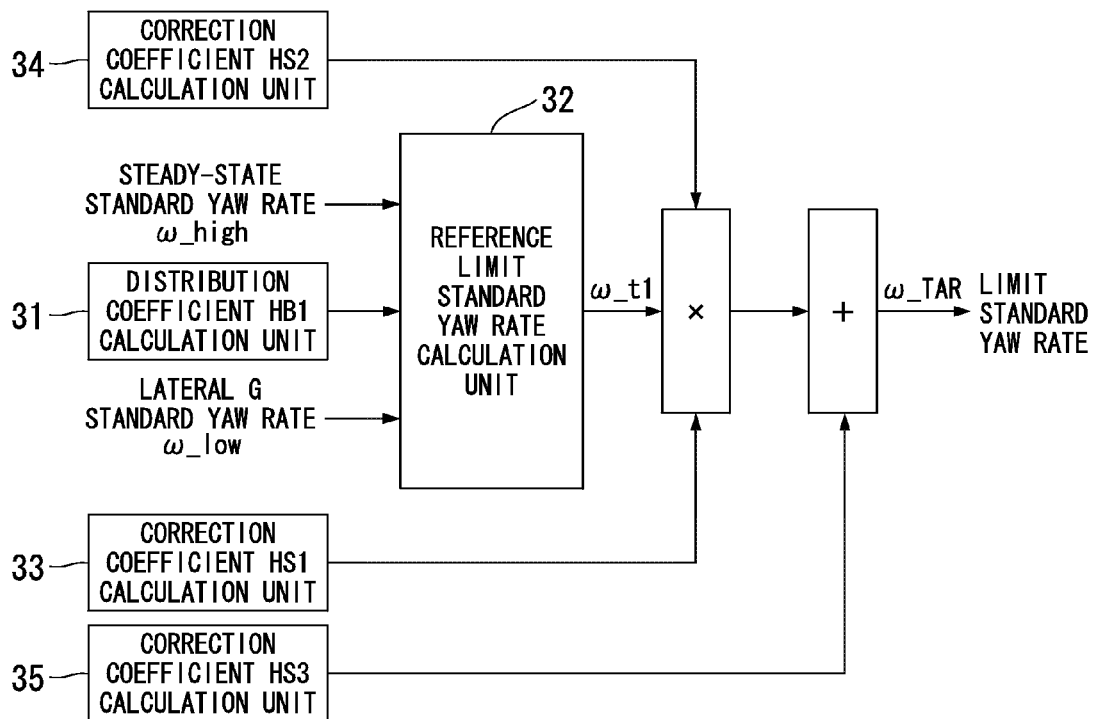 34
CORRECTION
COEFFICIENT HS2
CALCULATION UNIT
32
STEADY-STATE
STANDARD YAW RATE
ω_high
31
DISTRIBUTION
COEFFICIENT HB1
CALCULATION UNIT
LATERAL G
STANDARD YAW RATE
ω_low
REFERENCE
LIMIT
STANDARD
YAW RATE
CALCULATION
UNIT
ω_t1
×
+
ω_TAR
LIMIT
STANDARD
YAW RATE
33
CORRECTION
COEFFICIENT HS1
CALCULATION UNIT
35
CORRECTION
COEFFICIENT HS3
CALCULATION UNIT